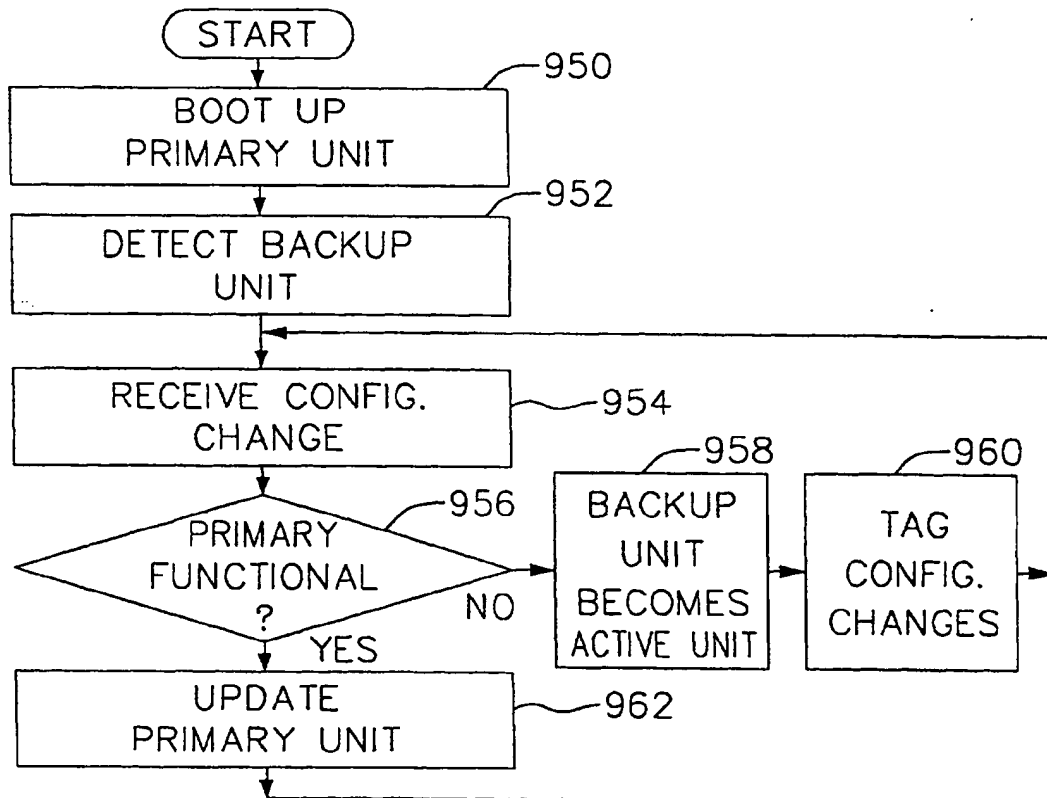 START
950
BOOT UP
PRIMARY UNIT
952
DETECT BACKUP
UNIT
RECEIVE CONFIG.
CHANGE
954
956
PRIMARY
FUNCTIONAL
?
NO
YES
958
BACKUP
UNIT
BECOMES
ACTIVE UNIT
960
TAG
CONFIG.
CHANGES
UPDATE
PRIMARY UNIT
962